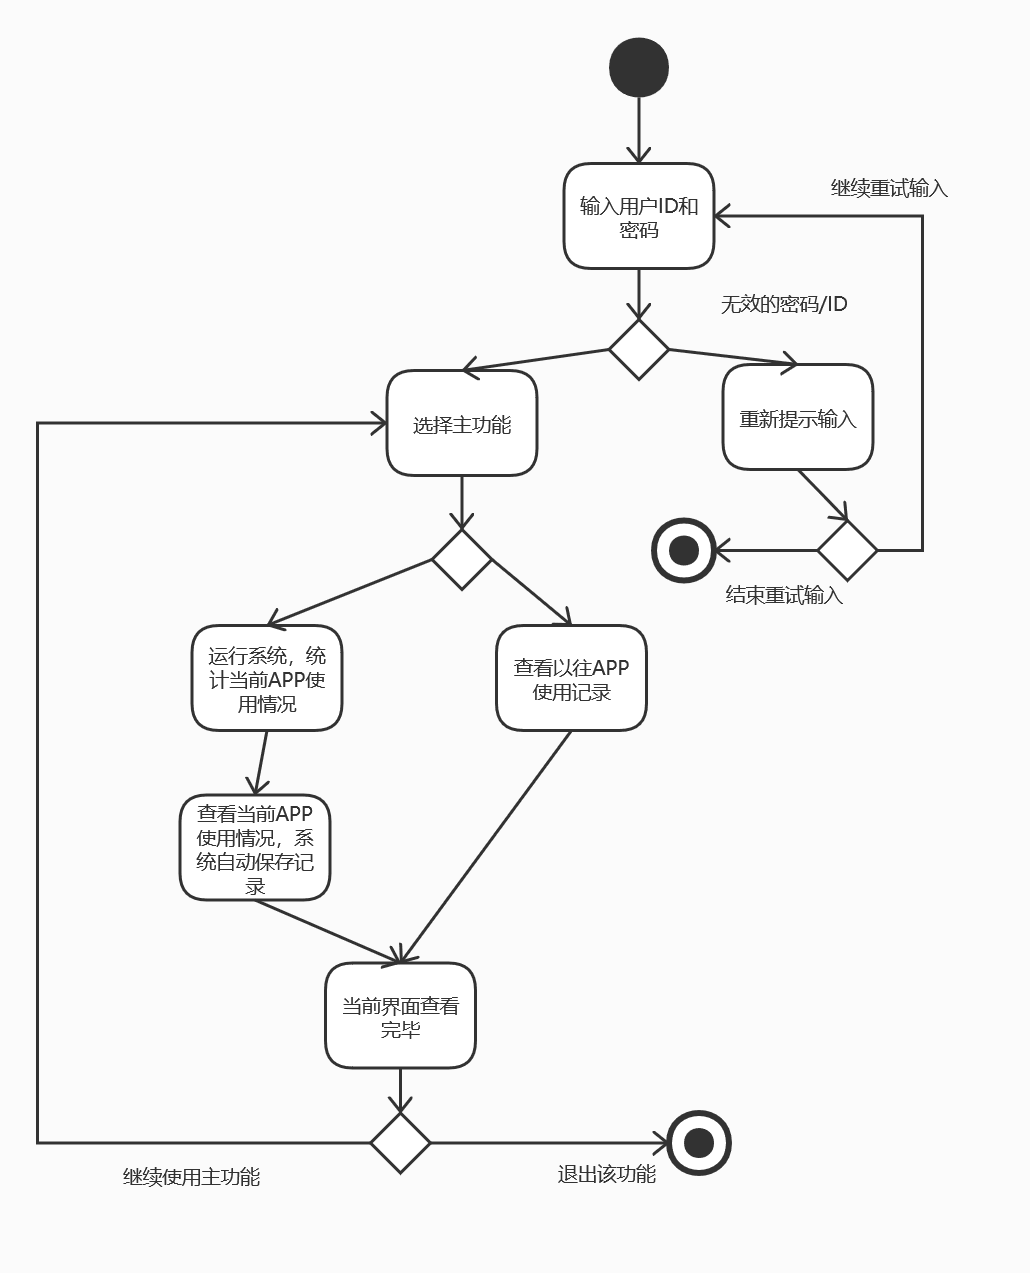 继续重试输入
输入用户ID和
密码
无效的密码/ID
选择主功能
重新提示输入
结束重试输入
运行系统，统
计当前APP使
用情况
查看以往APP
使用记录
查看当前APP
使用情况，系
统自动保存记
录
当前界面查看
完毕
继续使用主功能
退出该功能